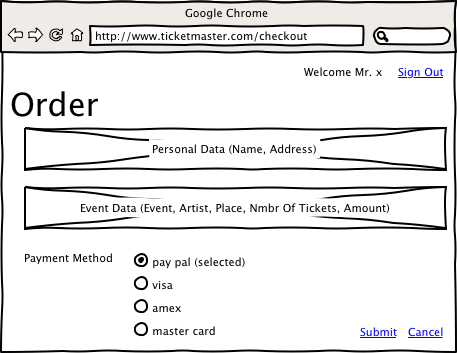 Google Chrome
http://www.ticketmaster.com/checkout
Welcome Mr. x Sign Out
Order
Personal Data (Name, Address)
Event Data (Event, Artist, Place, Nmbr Of Tickets, Amount)
Payment Method
pay pal (selected)
visa
amex
master card
Submit Cancel